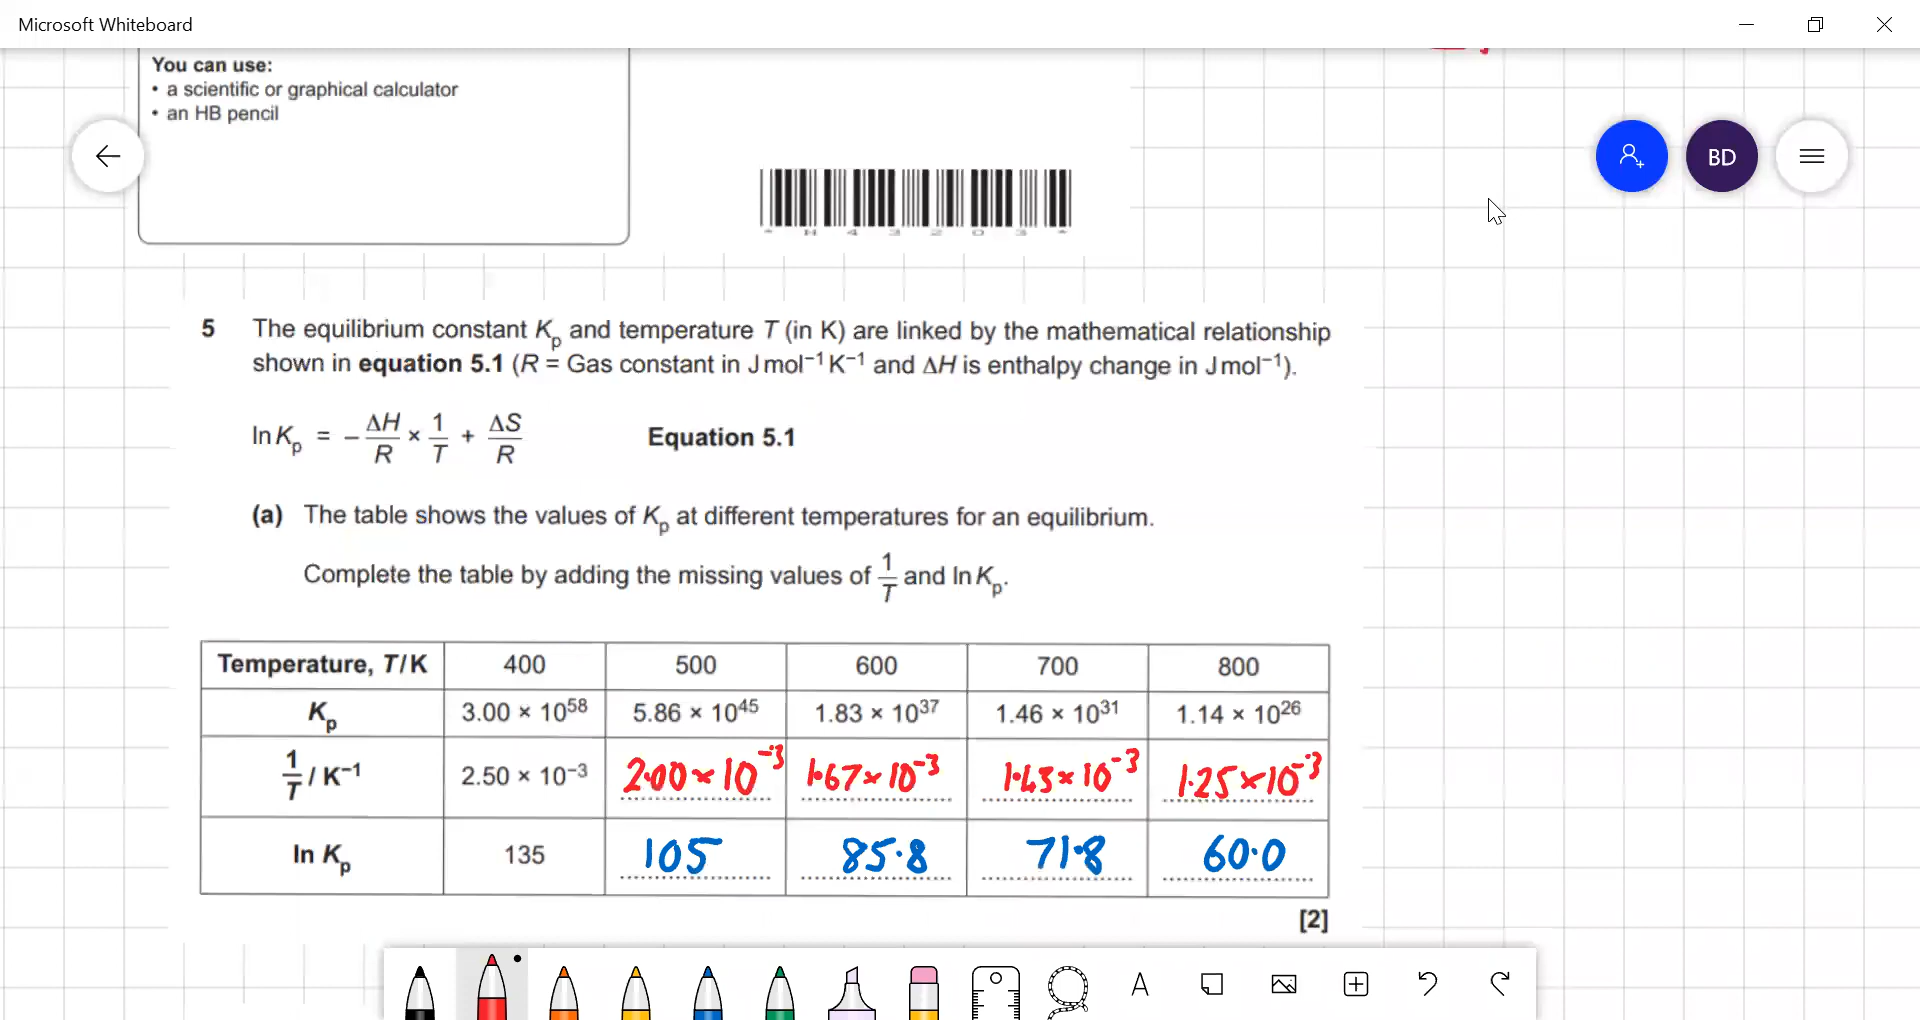 Microsoft Whiteboard
You can use:
• a scientific or graphical calculator
• an HB pencil
BD
* H 4 3 2 0 3 *
5 The equilibrium constant Kp and temperature T (in K) are linked by the mathematical relationship
shown in equation 5.1 (R = Gas constant in J mol⁻¹ K⁻¹ and ΔH is enthalpy change in J mol⁻¹).
ln Kp = − ΔH/R × 1/T + ΔS/R Equation 5.1
(a) The table shows the values of Kp at different temperatures for an equilibrium.
Complete the table by adding the missing values of 1/T and ln Kp.
Temperature, T/K 400 500 600 700 800
Kp 3.00 × 10⁵⁸ 5.86 × 10⁴⁵ 1.83 × 10³⁷ 1.46 × 10³¹ 1.14 × 10²⁶
1/T / K⁻¹ 2.50 × 10⁻³ 2.00 × 10⁻³ 1.67 × 10⁻³ 1.43 × 10⁻³ 1.25 × 10⁻³
ln Kp 135 105 85.8 71.8 60.0
[2]
A